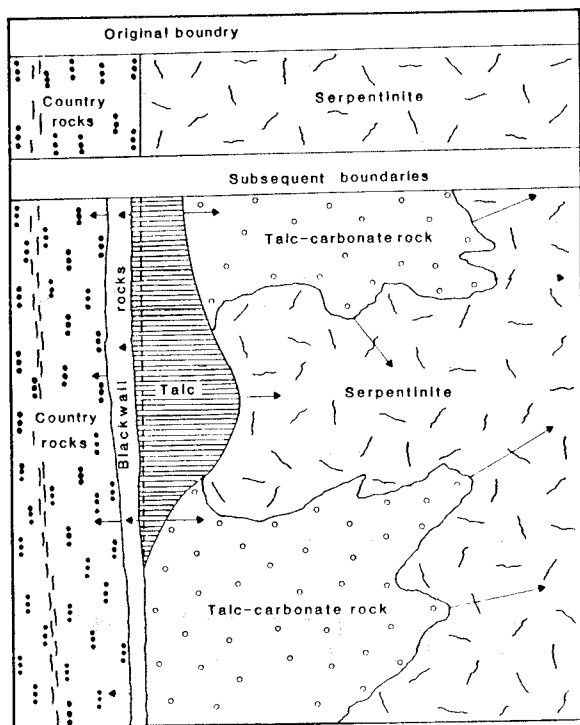 Original boundry
Country
rocks
Serpentinite
Subsequent boundaries
Talc-carbonate rock
Blackwall rocks
Talc
Country
rocks
Serpentinite
Talc-carbonate rock